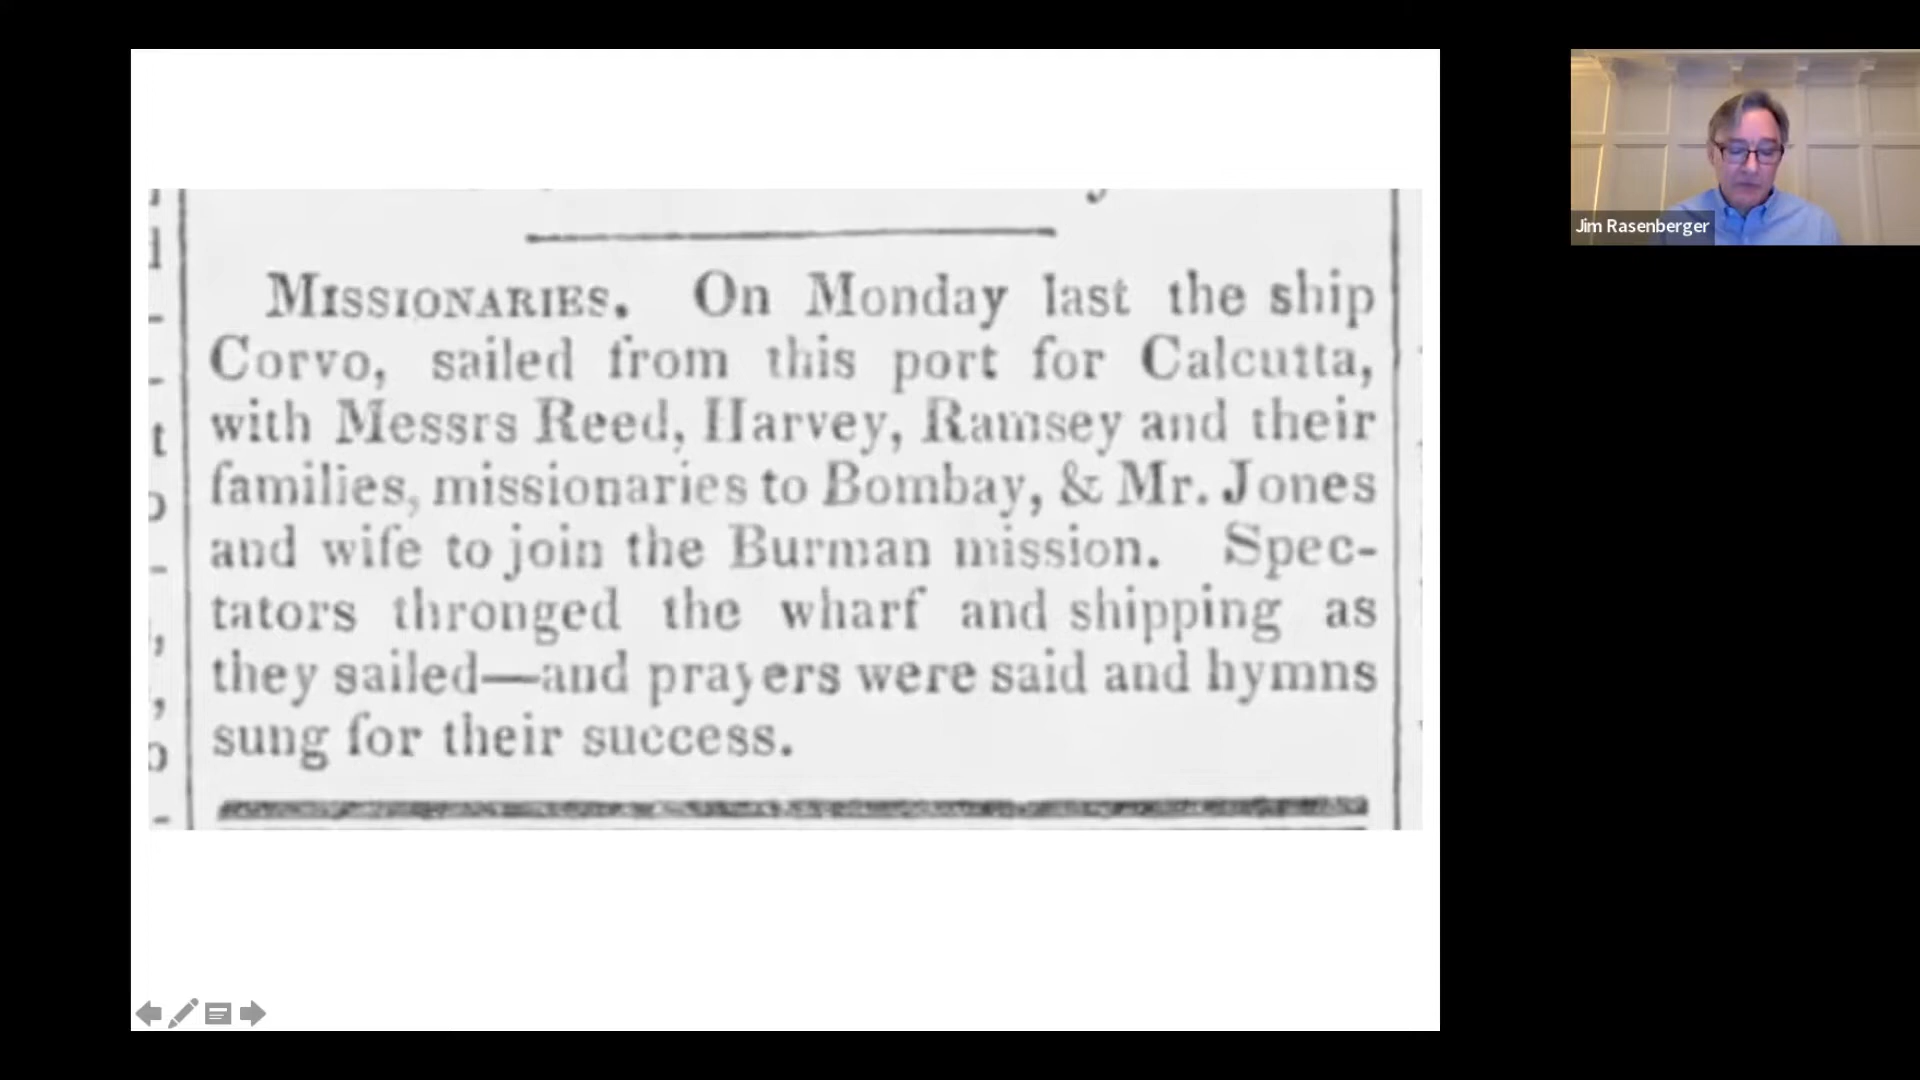 MISSIONARIES. On Monday last the ship
Corvo, sailed from this port for Calcutta,
with Messrs Reed, Harvey, Ramsey and their
families, missionaries to Bombay, & Mr. Jones
and wife to join the Burman mission. Spec-
tators thronged the wharf and shipping as
they sailed—and prayers were said and hymns
sung for their success.
Jim Rasenberger